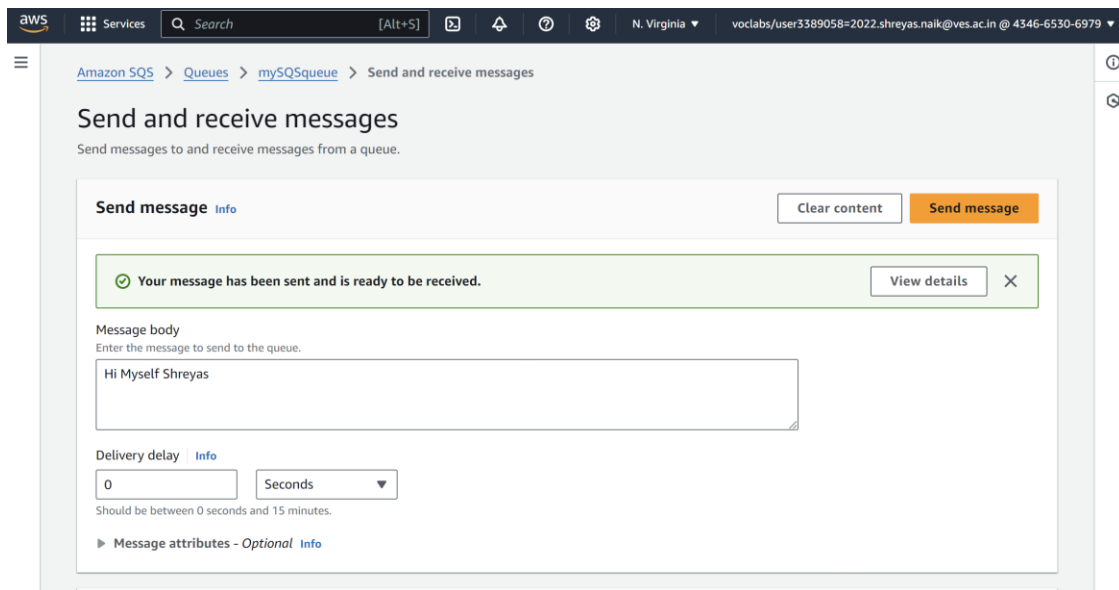 aws Services Search [Alt+S] N. Virginia ▼ voclabs/user3389058=2022.shreyas.naik@ves.ac.in @ 4346-6530-6979 ▼
Amazon SQS > Queues > mySQSqueue > Send and receive messages
Send and receive messages
Send messages to and receive messages from a queue.
Send message Info Clear content Send message
Your message has been sent and is ready to be received. View details
Message body
Enter the message to send to the queue.
Hi Myself Shreyas
Delivery delay Info
0 Seconds
Should be between 0 seconds and 15 minutes.
Message attributes - Optional Info